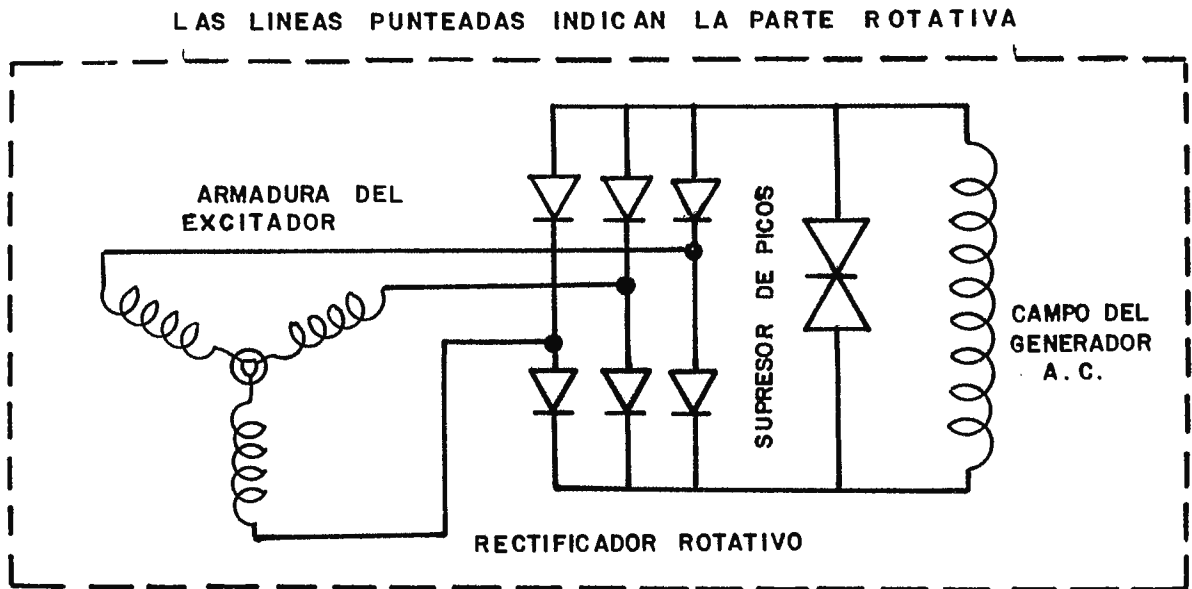 LAS LINEAS PUNTEADAS INDICAN LA PARTE ROTATIVA
ARMADURA DEL
EXCITADOR
SUPRESOR DE PICOS
CAMPO DEL
GENERADOR
A.C.
RECTIFICADOR ROTATIVO